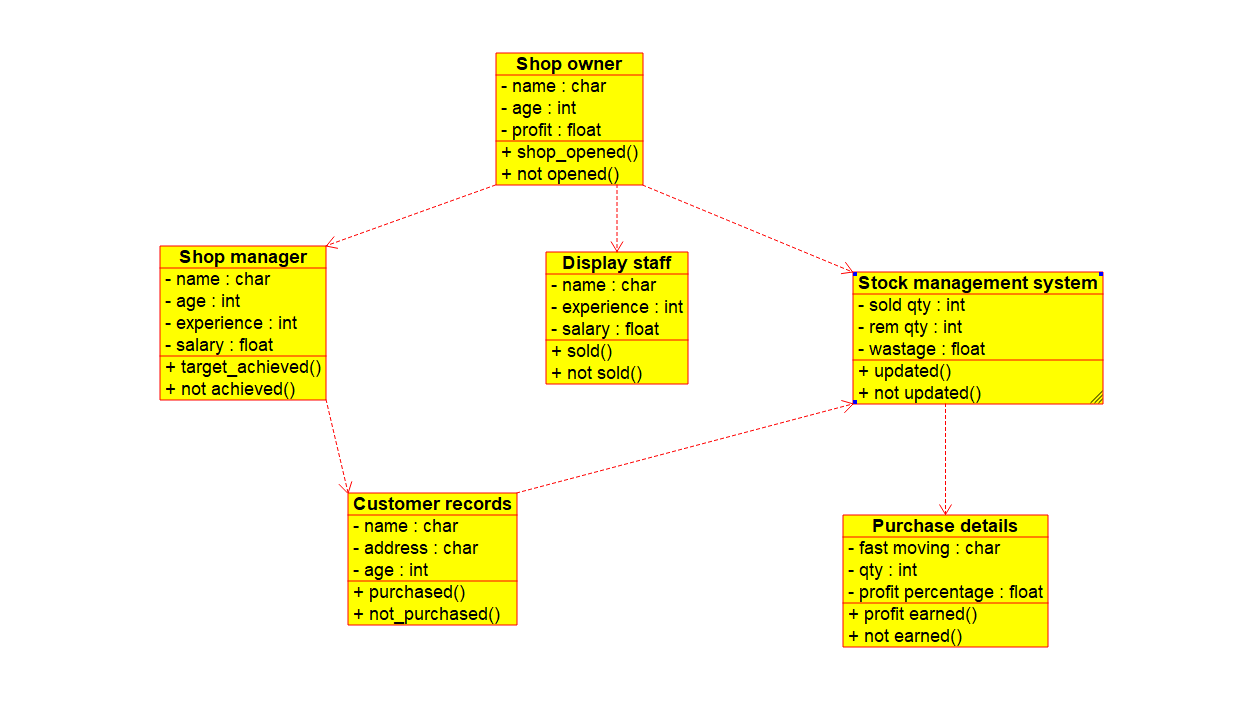 Shop owner
- name : char
- age : int
- profit : float
+ shop_opened()
+ not opened()
Shop manager
- name : char
- age : int
- experience : int
- salary : float
+ target_achieved()
+ not achieved()
Display staff
- name : char
- experience : int
- salary : float
+ sold()
+ not sold()
Stock management system
- sold qty : int
- rem qty : int
- wastage : float
+ updated()
+ not updated()
Customer records
- name : char
- address : char
- age : int
+ purchased()
+ not_purchased()
Purchase details
- fast moving : char
- qty : int
- profit percentage : float
+ profit earned()
+ not earned()